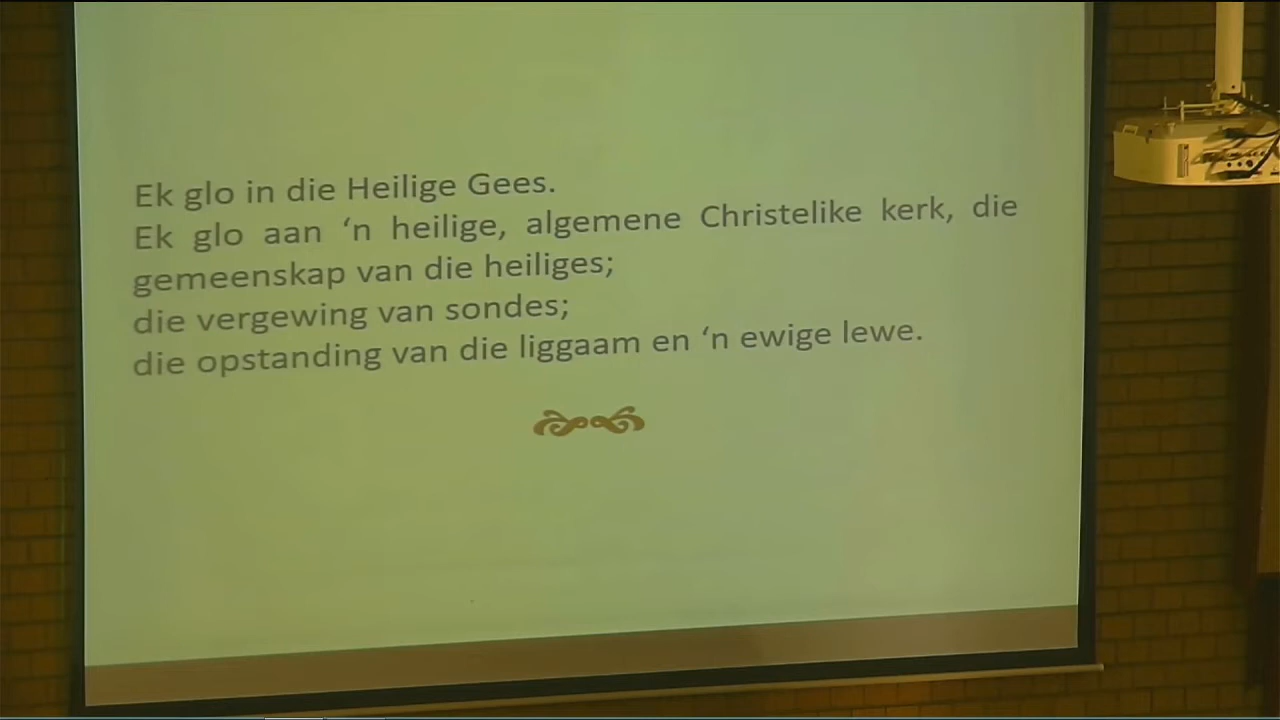 Ek glo in die Heilige Gees.
Ek glo aan ‘n heilige, algemene Christelike kerk, die
gemeenskap van die heiliges;
die vergewing van sondes;
die opstanding van die liggaam en ‘n ewige lewe.